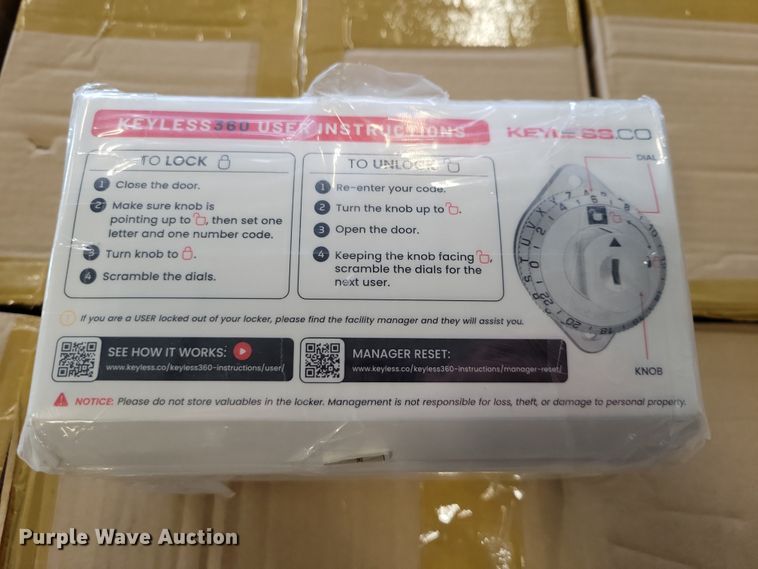 KEYLESS360 USER INSTRUCTIONS
KEYLESS.CO
TO LOCK
1 Close the door.
2 Make sure knob is
pointing up to , then set one
letter and one number code.
3 Turn knob to .
4 Scramble the dials.
TO UNLOCK
1 Re-enter your code.
2 Turn the knob up to .
3 Open the door.
4 Keeping the knob facing ,
scramble the dials for the
next user.
DIAL
KNOB
If you are a USER locked out of your locker, please find the facility manager and they will assist you.
SEE HOW IT WORKS:
www.keyless.co/keyless360-instructions/user/
MANAGER RESET:
www.keyless.co/keyless360-instructions/manager-reset/
NOTICE: Please do not store valuables in the locker. Management is not responsible for loss, theft, or damage to personal property.
Purple Wave Auction